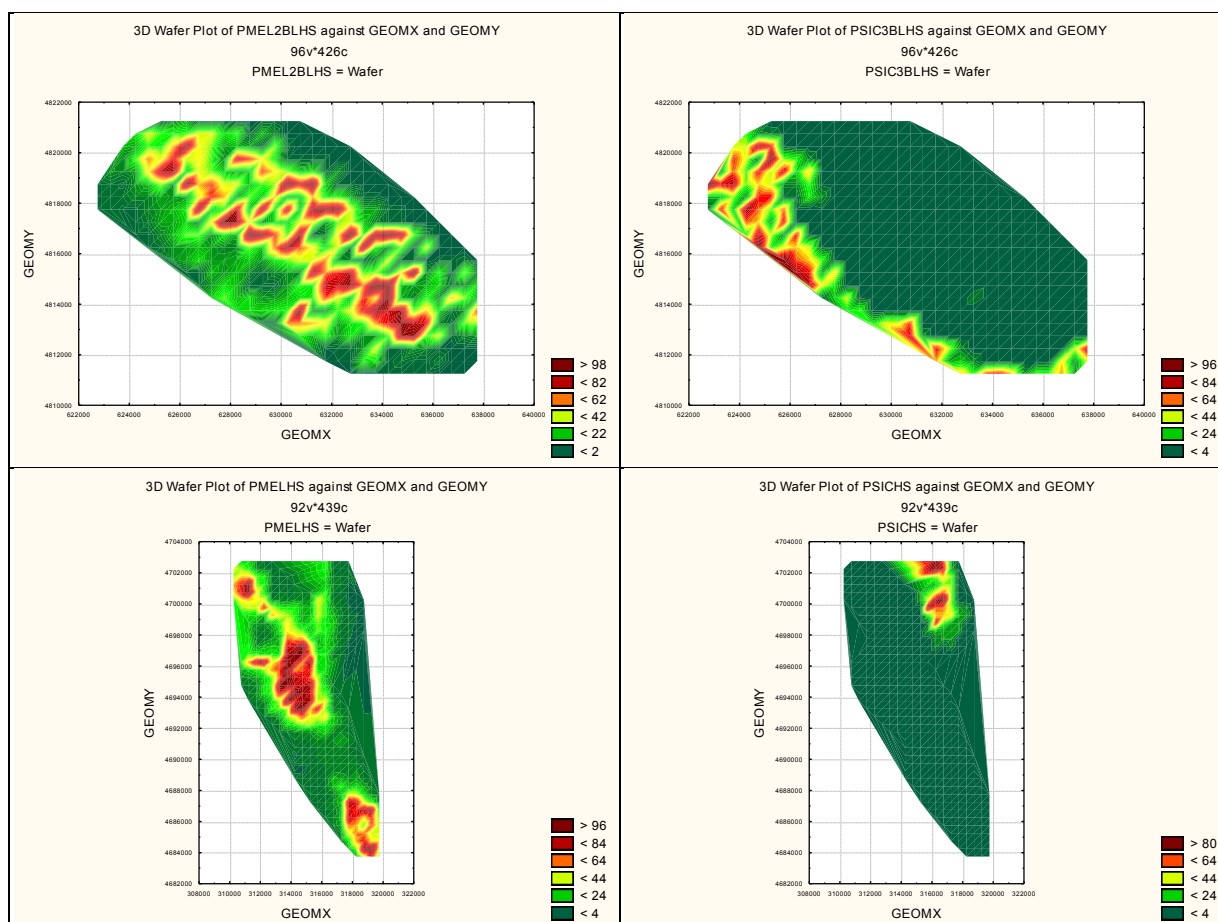 3D Wafer Plot of PMEL2BLHS against GEOMX and GEOMY
96v*426c
PMEL2BLHS = Wafer
4822000
4820000
4818000
4816000
4814000
4812000
4810000
GEOMY
622000 624000 626000 628000 630000 632000 634000 636000 638000 640000
GEOMX
> 98
< 82
< 62
< 42
< 22
< 2
3D Wafer Plot of PSIC3BLHS against GEOMX and GEOMY
96v*426c
PSIC3BLHS = Wafer
4822000
4820000
4818000
4816000
4814000
4812000
4810000
GEOMY
622000 624000 626000 628000 630000 632000 634000 636000 638000 640000
GEOMX
> 96
< 84
< 64
< 44
< 24
< 4
3D Wafer Plot of PMELHS against GEOMX and GEOMY
92v*439c
PMELHS = Wafer
4704000
4702000
4700000
4698000
4696000
4694000
4692000
4690000
4688000
4686000
4684000
4682000
GEOMY
308000 310000 312000 314000 316000 318000 320000 322000
GEOMX
> 96
< 84
< 64
< 44
< 24
< 4
3D Wafer Plot of PSICHS against GEOMX and GEOMY
92v*439c
PSICHS = Wafer
4704000
4702000
4700000
4698000
4696000
4694000
4692000
4690000
4688000
4686000
4684000
4682000
GEOMY
308000 310000 312000 314000 316000 318000 320000 322000
GEOMX
> 80
< 64
< 44
< 24
< 4